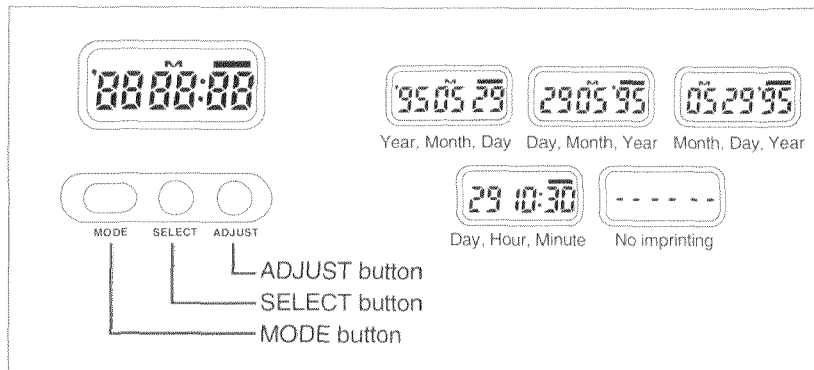 '88 88:88
M
'95 05 29
M
Year, Month, Day
29 05 '95
M
Day, Month, Year
05 29 '95
M
Month, Day, Year
29 10:30
Day, Hour, Minute
- - - - - -
No imprinting
MODE SELECT ADJUST
ADJUST button
SELECT button
MODE button